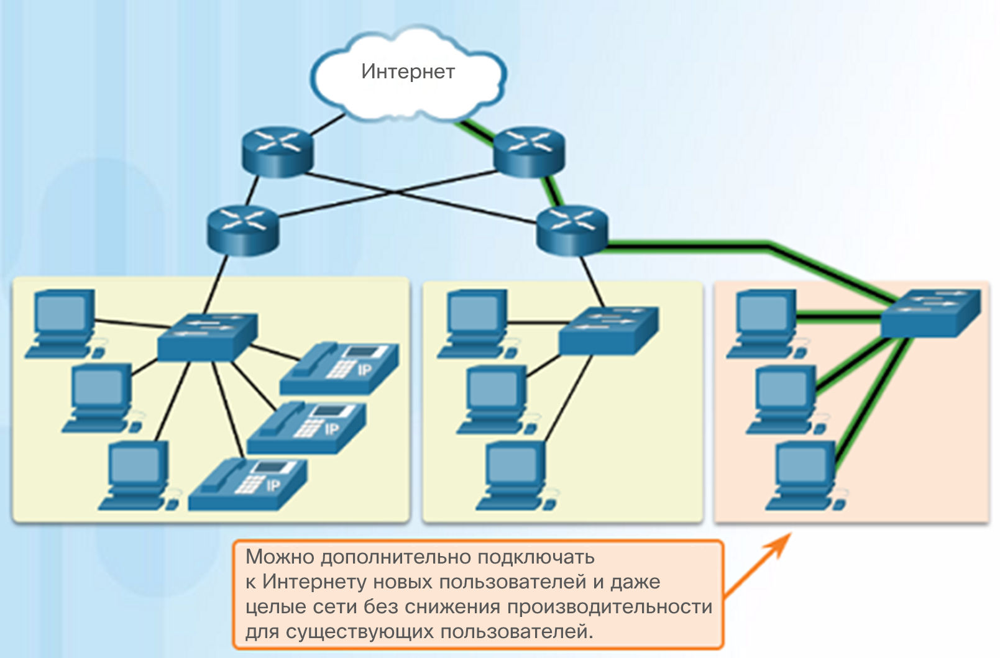 Интернет
IP
IP
IP
Можно дополнительно подключать
к Интернету новых пользователей и даже
целые сети без снижения производительности
для существующих пользователей.